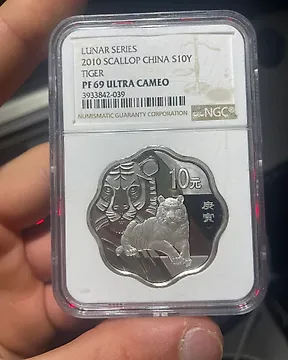 LUNAR SERIES
2010 SCALLOP CHINA S10Y
TIGER
PF 69 ULTRA CAMEO
3933842-039
NUMISMATIC GUARANTY CORPORATION
NGC
10元
庚寅